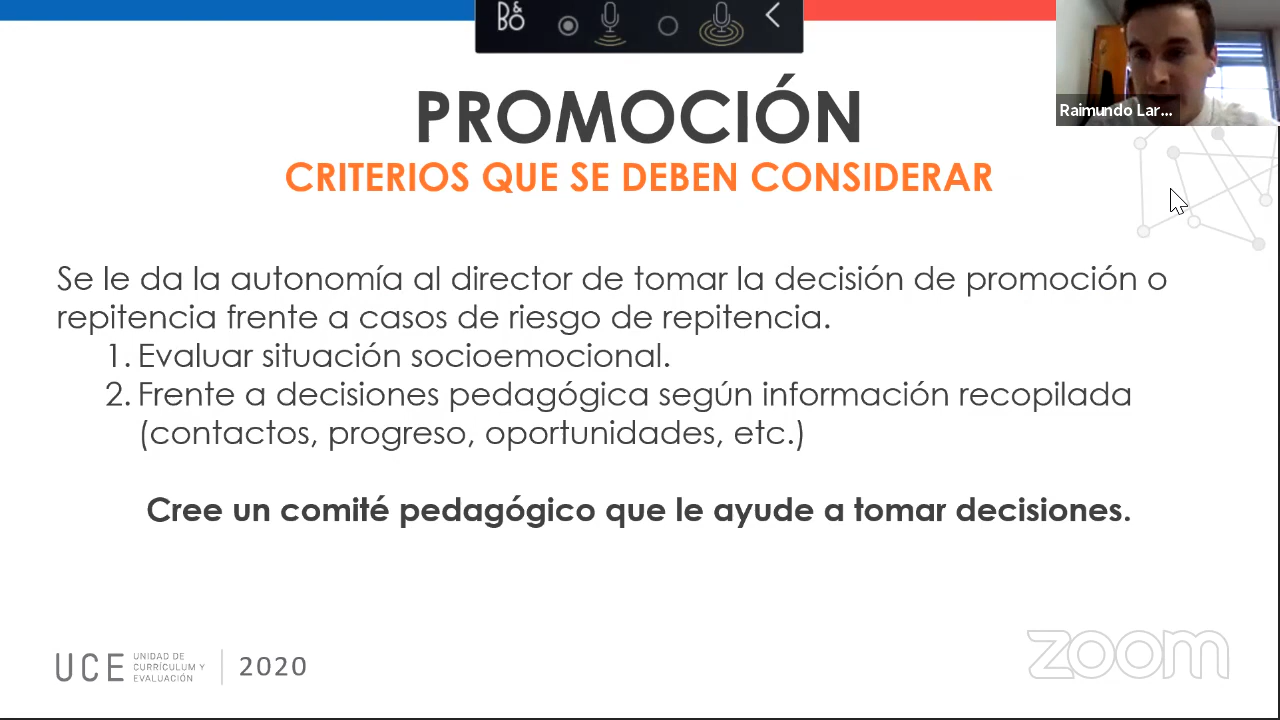 B&O
Raimundo Lar...
PROMOCIÓN
CRITERIOS QUE SE DEBEN CONSIDERAR
Se le da la autonomía al director de tomar la decisión de promoción o
repitencia frente a casos de riesgo de repitencia.
1. Evaluar situación socioemocional.
2. Frente a decisiones pedagógica según información recopilada
(contactos, progreso, oportunidades, etc.)
Cree un comité pedagógico que le ayude a tomar decisiones.
UCE
UNIDAD DE
CURRÍCULUM Y
EVALUACIÓN
2020
zoom